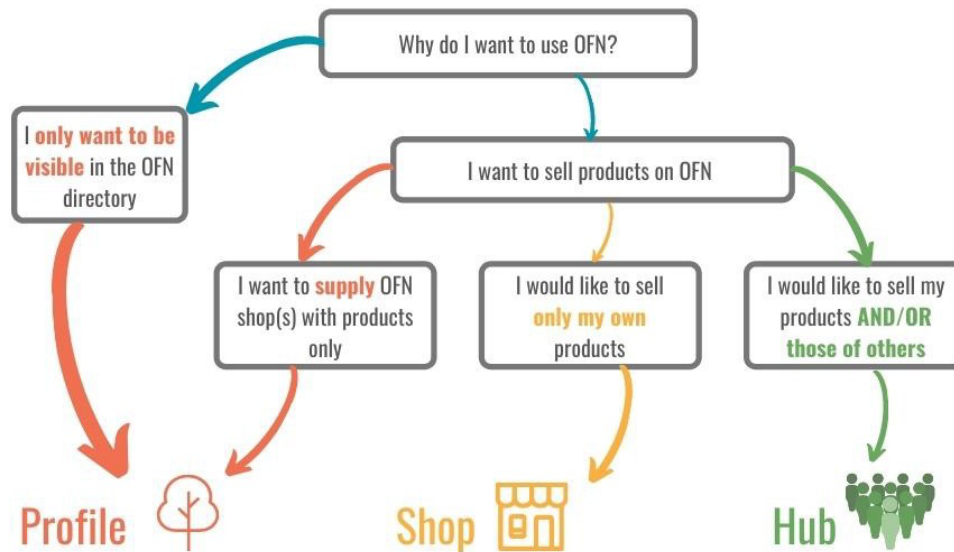 Why do I want to use OFN?
I only want to be
visible in the OFN
directory
I want to sell products on OFN
I want to supply OFN
shop(s) with products
only
I would like to sell
only my own
products
I would like to sell my
products AND/OR
those of others
Profile
Shop
Hub